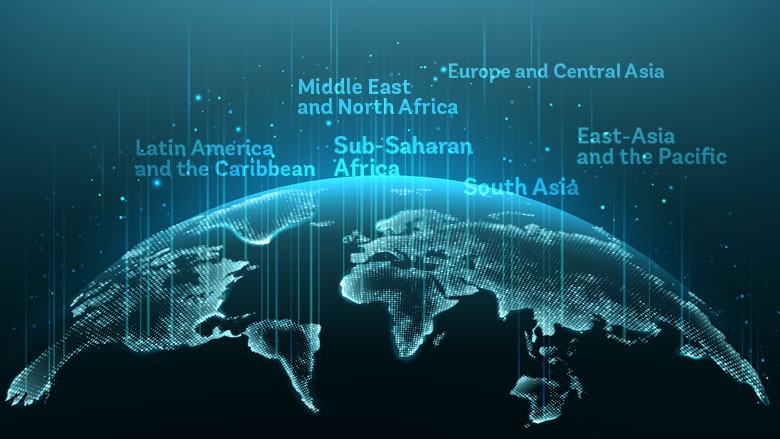 Europe and Central Asia
Middle East
and North Africa
East-Asia
and the Pacific
Latin America
and the Caribbean
Sub-Saharan
Africa
South Asia